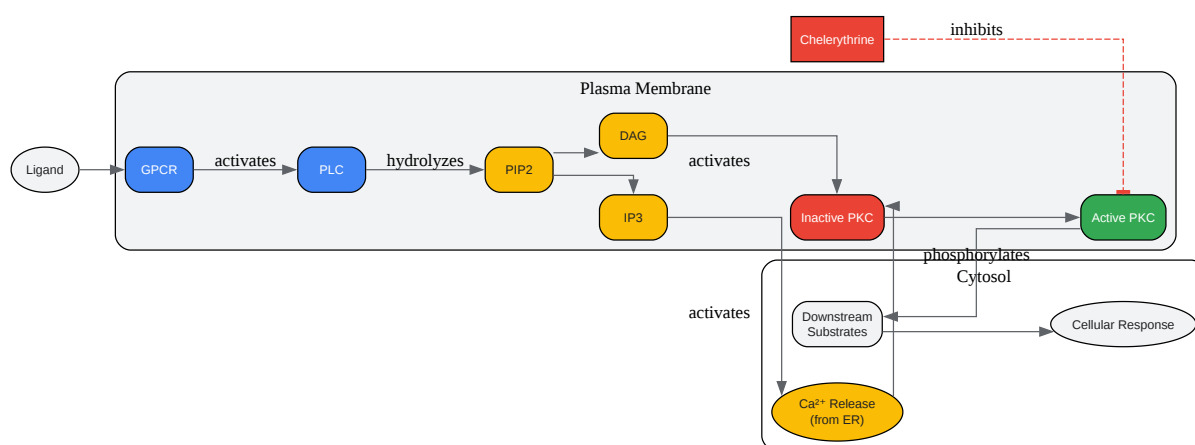 Chelerythrine
inhibits
Plasma Membrane
Ligand
GPCR
activates
PLC
hydrolyzes
PIP2
DAG
IP3
activates
Inactive PKC
Active PKC
phosphorylates
Cytosol
activates
Downstream
Substrates
Cellular Response
Ca²⁺ Release
(from ER)